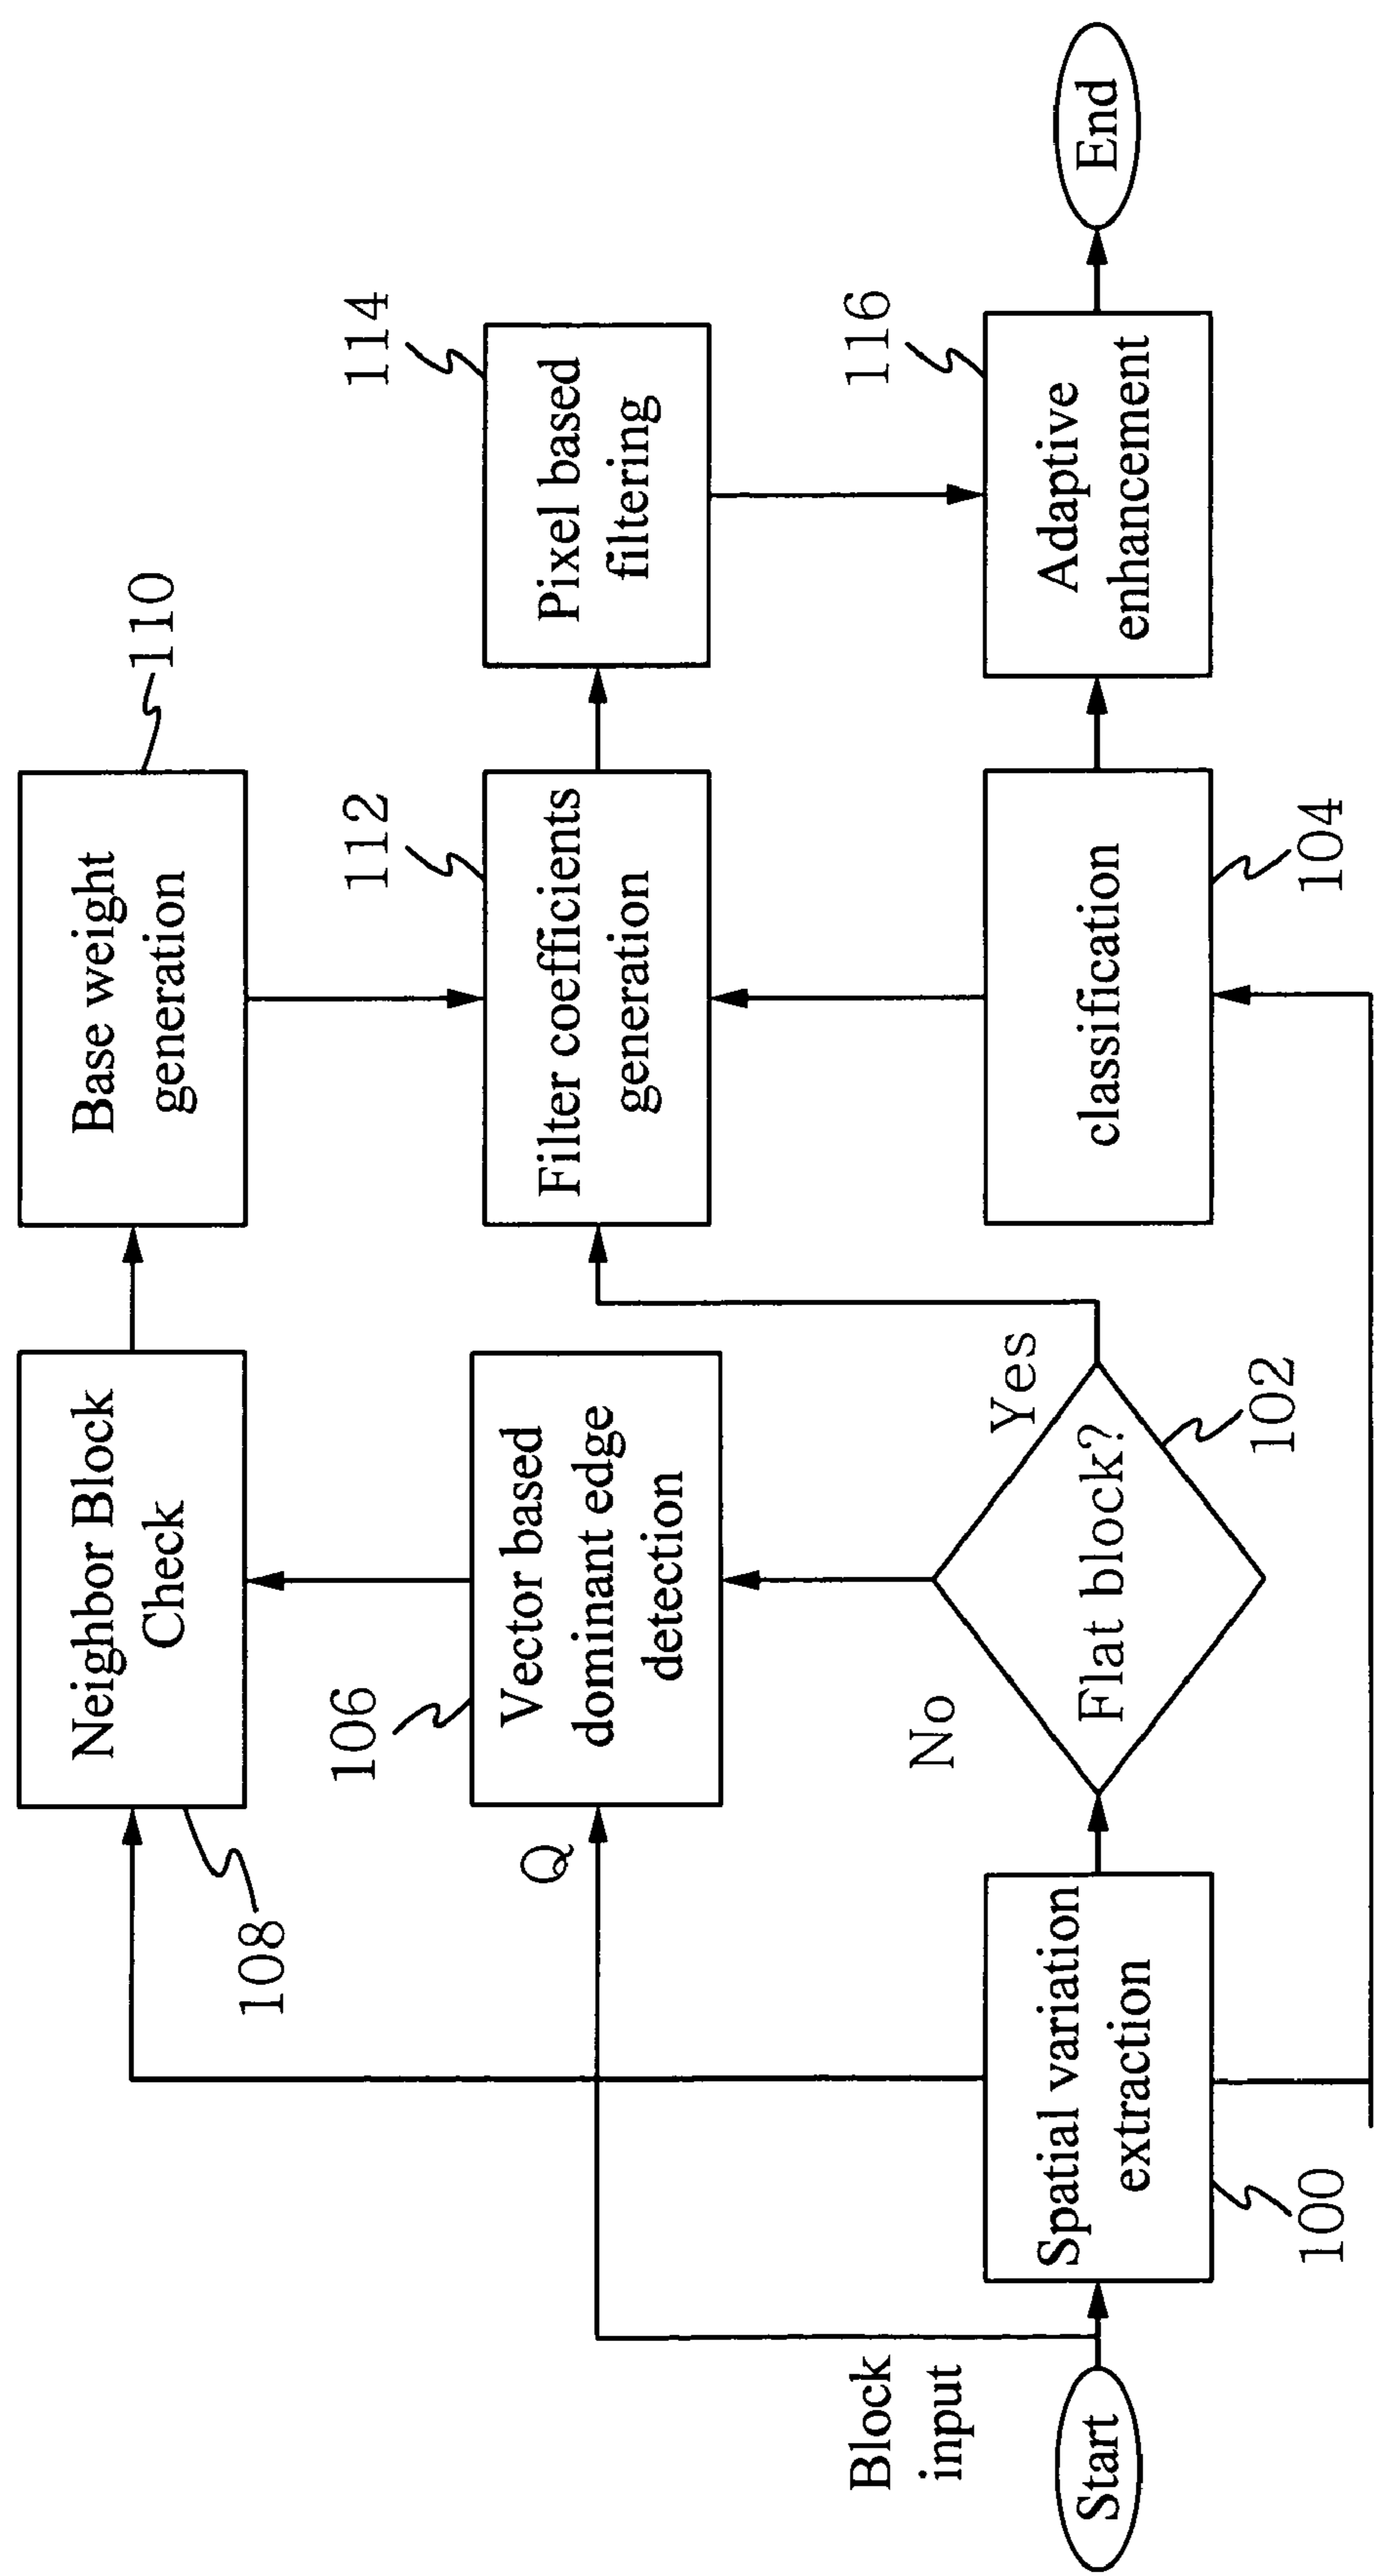 Neighbor Block
Check
108
Base weight
generation
110
Q
106
Vector based
dominant edge
detection
112
Filter coefficients
generation
114
Pixel based
filtering
Block
input
No
Yes
116
Start
Spatial variation
extraction
100
Flat block?
102
classification
104
Adaptive
enhancement
End